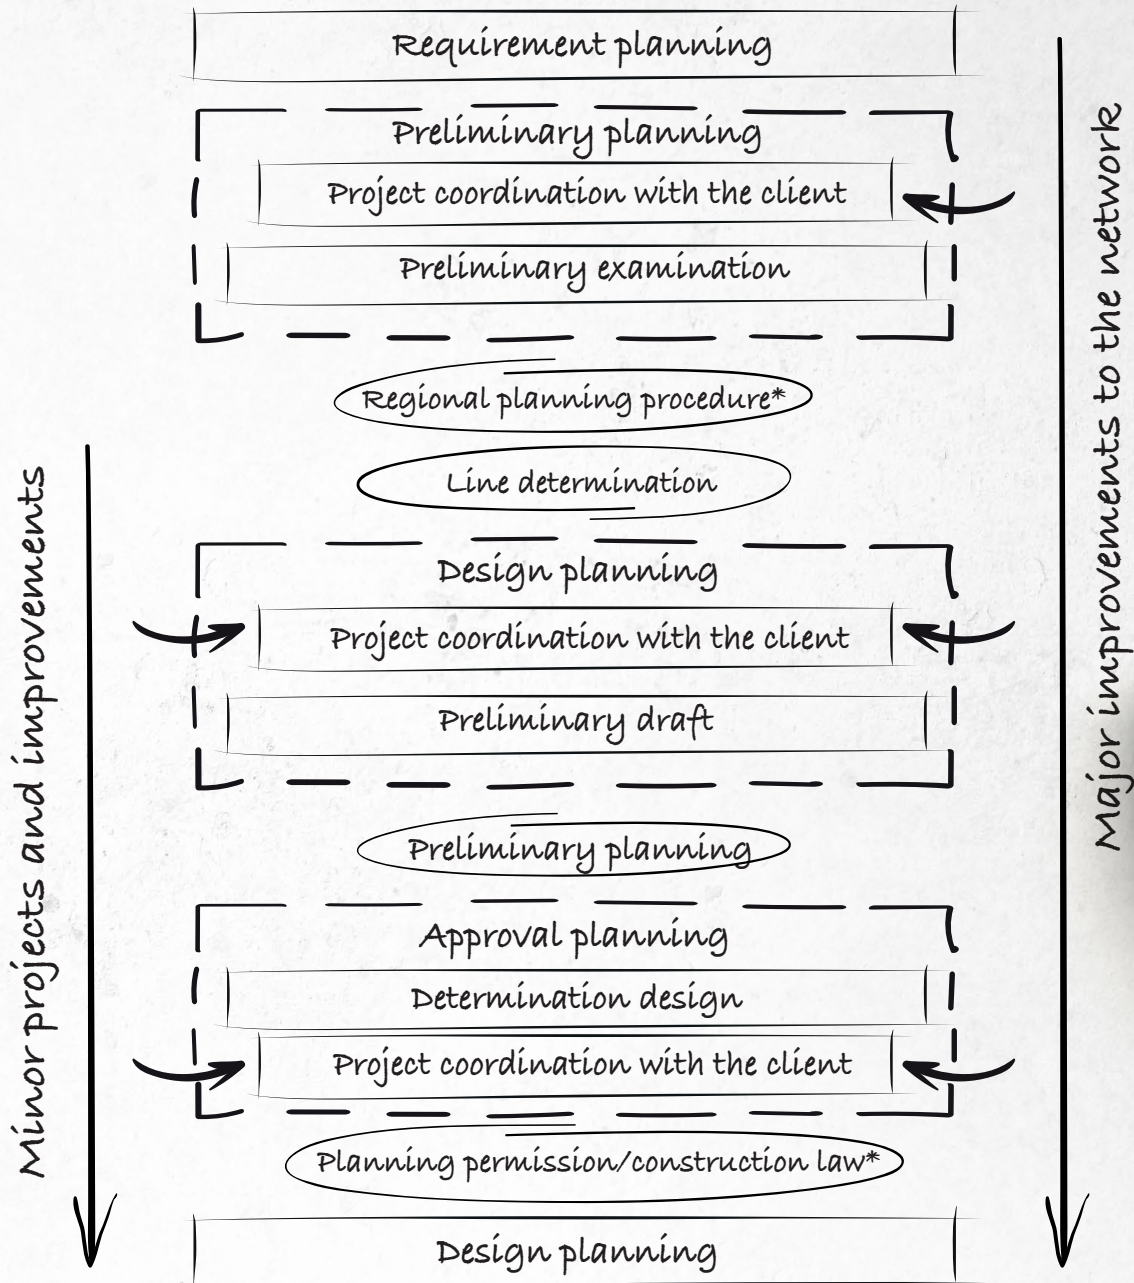 Requirement planning
Preliminary planning
Project coordination with the client
Preliminary examination
Regional planning procedure*
Line determination
Design planning
Project coordination with the client
Preliminary draft
Preliminary planning
Approval planning
Determination design
Project coordination with the client
Planning permission/construction law*
Design planning
Minor projects and improvements
Major improvements to the network